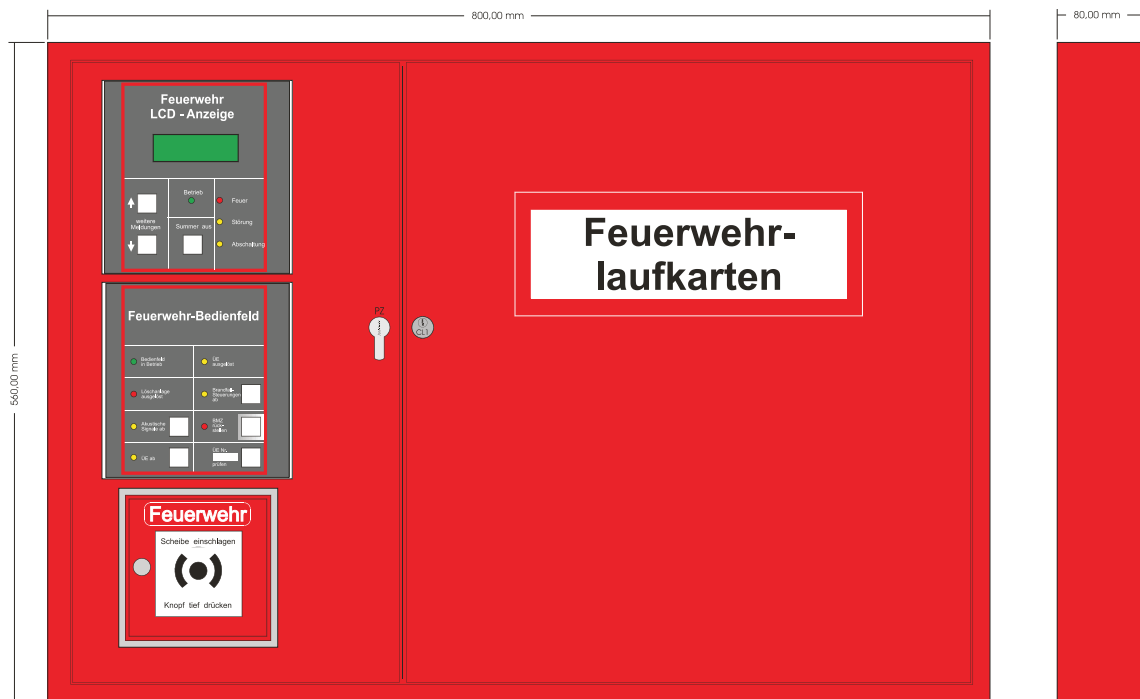 800,00 mm
80,00 mm
560,00 mm
Feuerwehr
LCD - Anzeige
Betrieb
Feuer
weitere
Meldungen
Summer aus
Störung
Abschaltung
Feuerwehr-Bedienfeld
Bedienfeld
in Betrieb
ÜE
ausgelöst
Löschanlage
ausgelöst
Brandfall-
Steuerungen
ab
Akustische
Signale ab
BMZ
rück-
stellen
ÜE ab
ÜE Nr.
prüfen
Feuerwehr
Scheibe einschlagen
Knopf tief drücken
PZ
CL1
Feuerwehr-
laufkarten